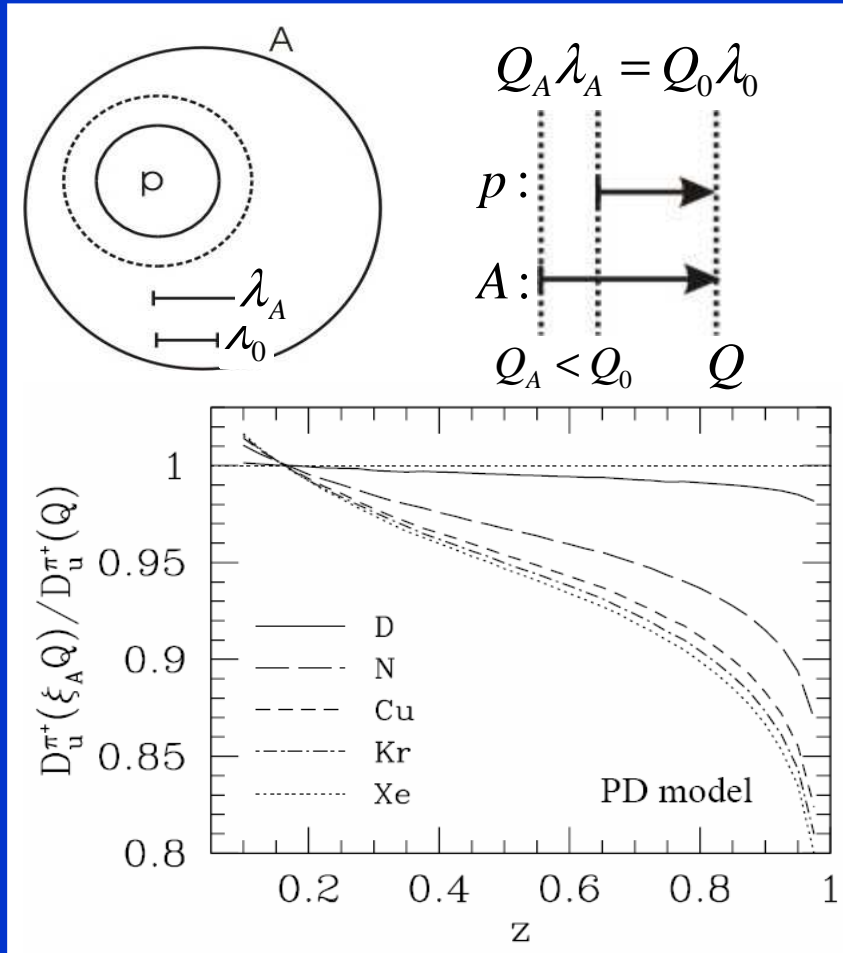 A
p
λ_A
λ_0
Q_A λ_A = Q_0 λ_0
p :
A :
Q_A < Q_0
Q
D_u^{π+}(ξ_A Q) / D_u^{π+}(Q)
1
0.95
0.9
0.85
0.8
D
N
Cu
Kr
Xe
PD model
0.2
0.4
0.6
0.8
1
z